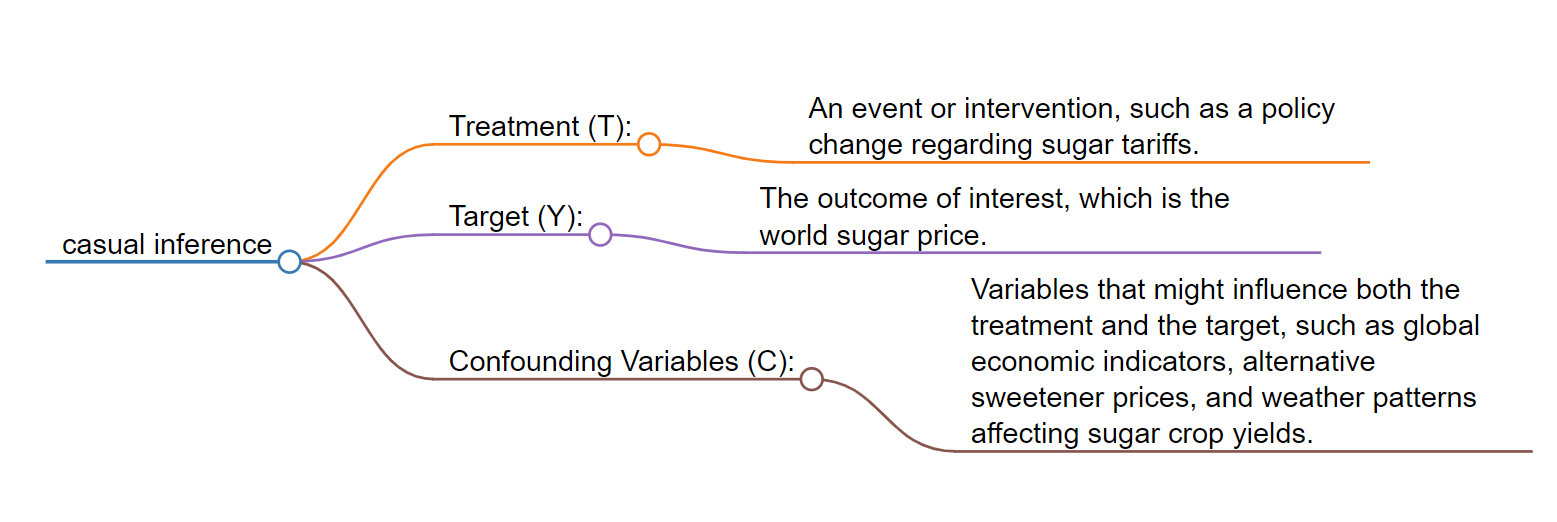 An event or intervention, such as a policy
change regarding sugar tariffs.
Treatment (T):
The outcome of interest, which is the
world sugar price.
Target (Y):
casual inference
Variables that might influence both the
treatment and the target, such as global
economic indicators, alternative
sweetener prices, and weather patterns
affecting sugar crop yields.
Confounding Variables (C):